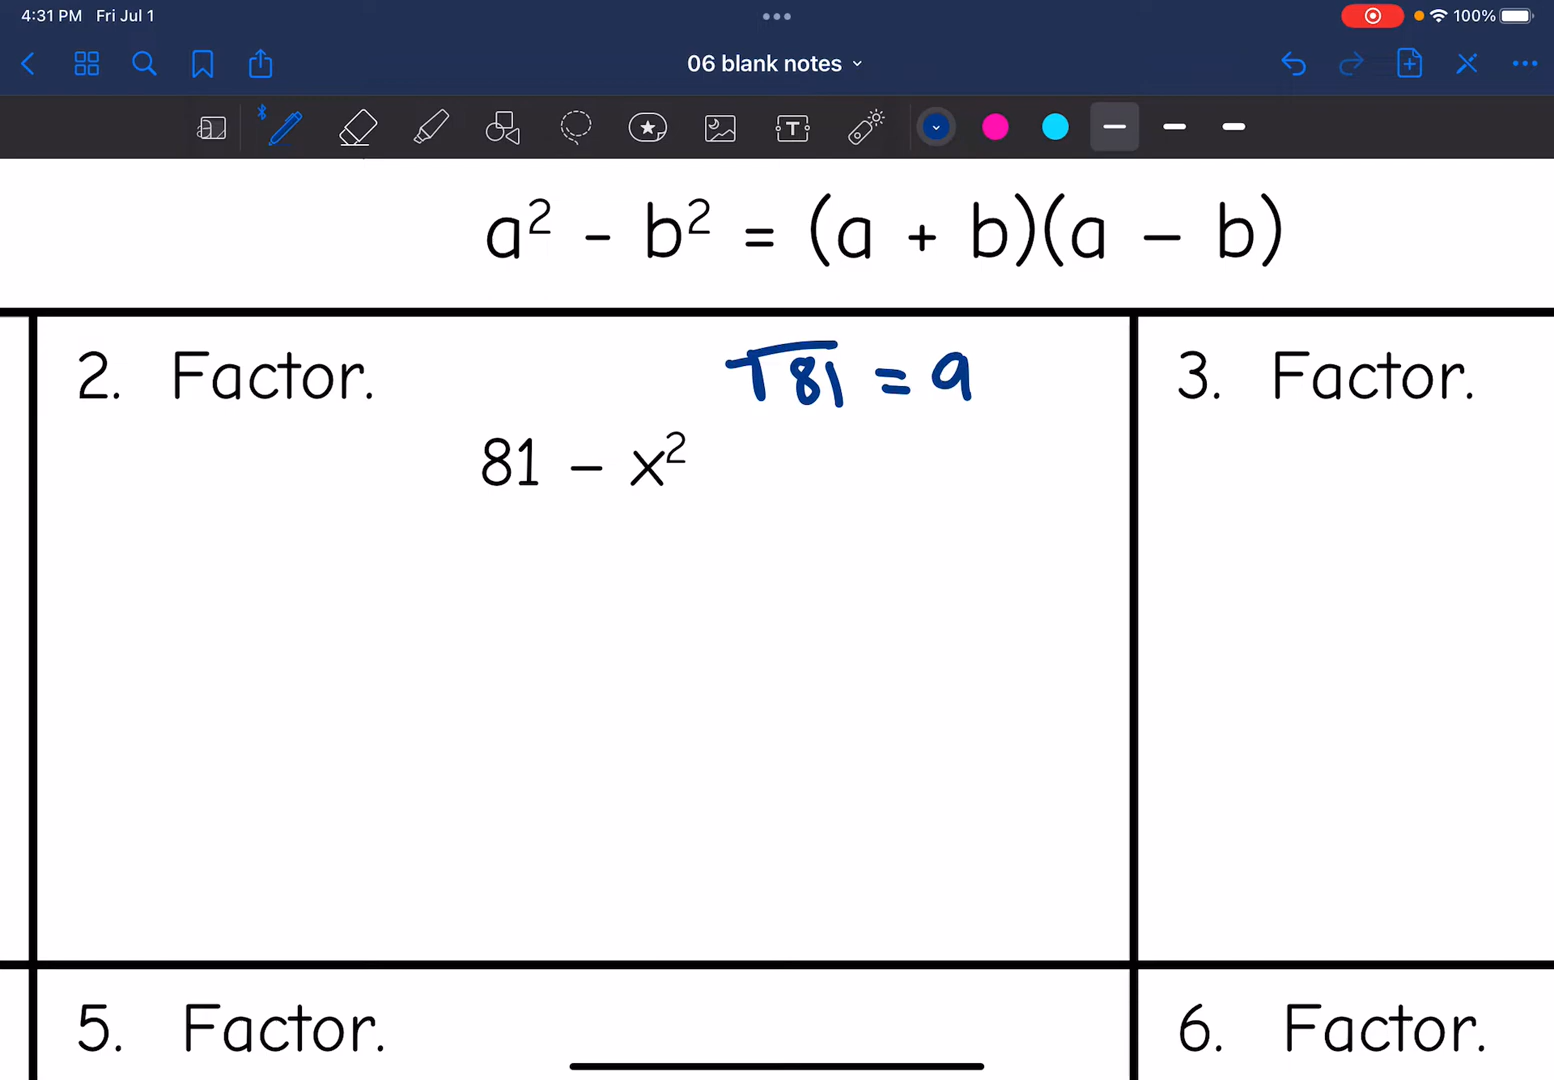 4:31 PM Fri Jul 1
100%
06 blank notes
a² - b² = (a + b)(a – b)
2. Factor.
√81 = 9
81 – x²
3. Factor.
5. Factor.
6. Factor.